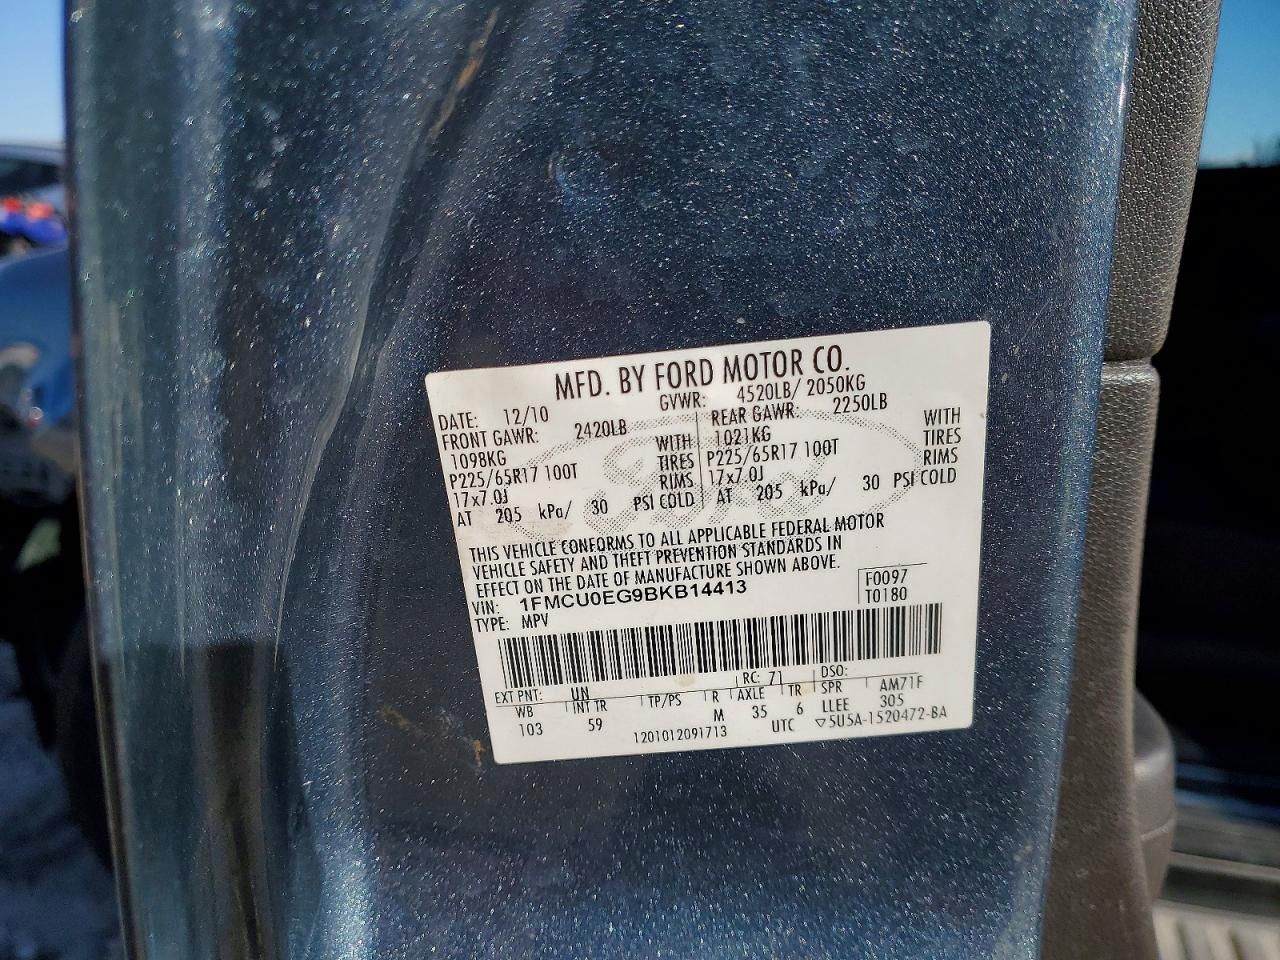 MFD. BY FORD MOTOR CO.
DATE: 12/10 GVWR: 4520LB/ 2050KG
FRONT GAWR: 2420LB REAR GAWR: 2250LB
1098KG WITH 1021KG WITH
P225/65R17 100T TIRES P225/65R17 100T TIRES
17x7.0J RIMS 17x7.0J RIMS
AT 205 kPa/ 30 PSI COLD AT 205 kPa/ 30 PSI COLD
THIS VEHICLE CONFORMS TO ALL APPLICABLE FEDERAL MOTOR
VEHICLE SAFETY AND THEFT PREVENTION STANDARDS IN
EFFECT ON THE DATE OF MANUFACTURE SHOWN ABOVE.
VIN: 1FMCU0EG9BKB14413 F0097
TYPE: MPV T0180
EXT PNT: UN RC: 71 DSO:
WB INT TR TP/PS R AXLE TR SPR AM71F
103 59 M 35 6 LLEE 305
1201012091713 UTC ▽5U5A-1520472-BA